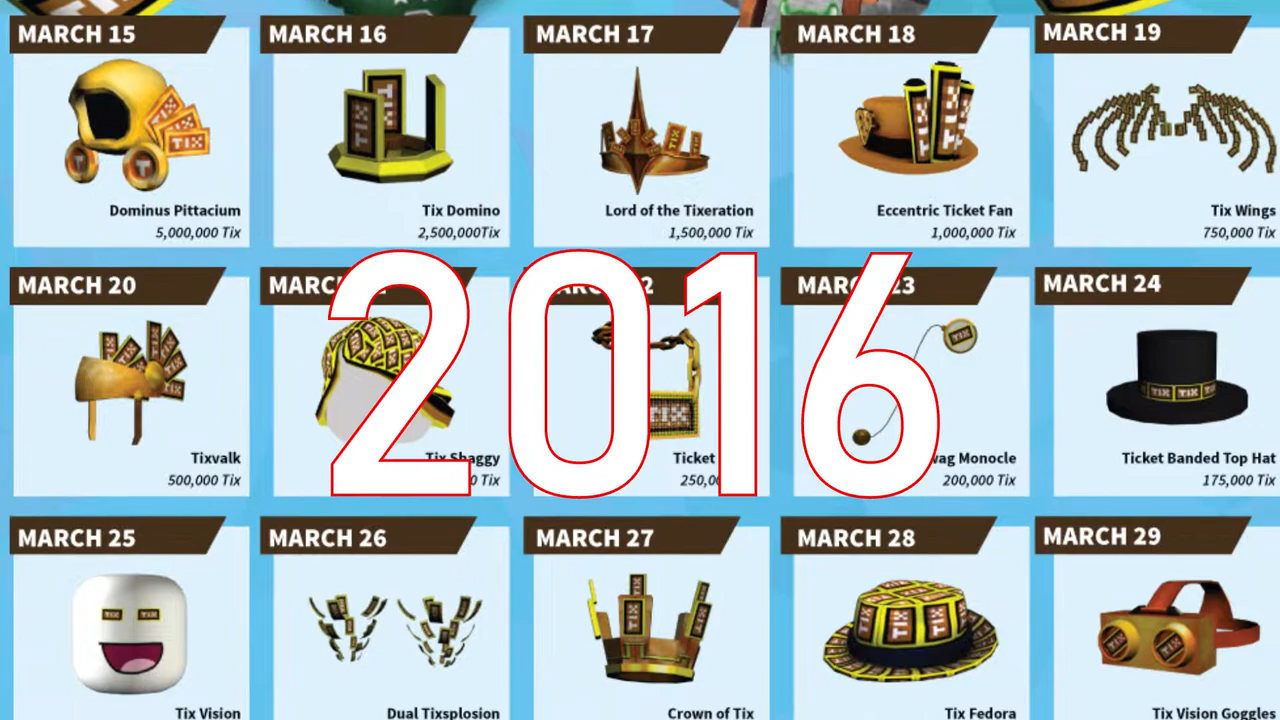 MARCH 15
MARCH 16
MARCH 17
MARCH 18
MARCH 19
Dominus Pittacium
5,000,000 Tix
Tix Domino
2,500,000Tix
Lord of the Tixeration
1,500,000 Tix
Eccentric Ticket Fan
1,000,000 Tix
Tix Wings
750,000 Tix
MARCH 20
MARCH 24
2016
Tixvalk
500,000 Tix
Tix Shaggy
Tix
Ticket
Tix
Monocle
200,000 Tix
Ticket Banded Top Hat
175,000 Tix
MARCH 25
MARCH 26
MARCH 27
MARCH 28
MARCH 29
Tix Vision
Dual Tixsplosion
Crown of Tix
Tix Fedora
Tix Vision Goggles